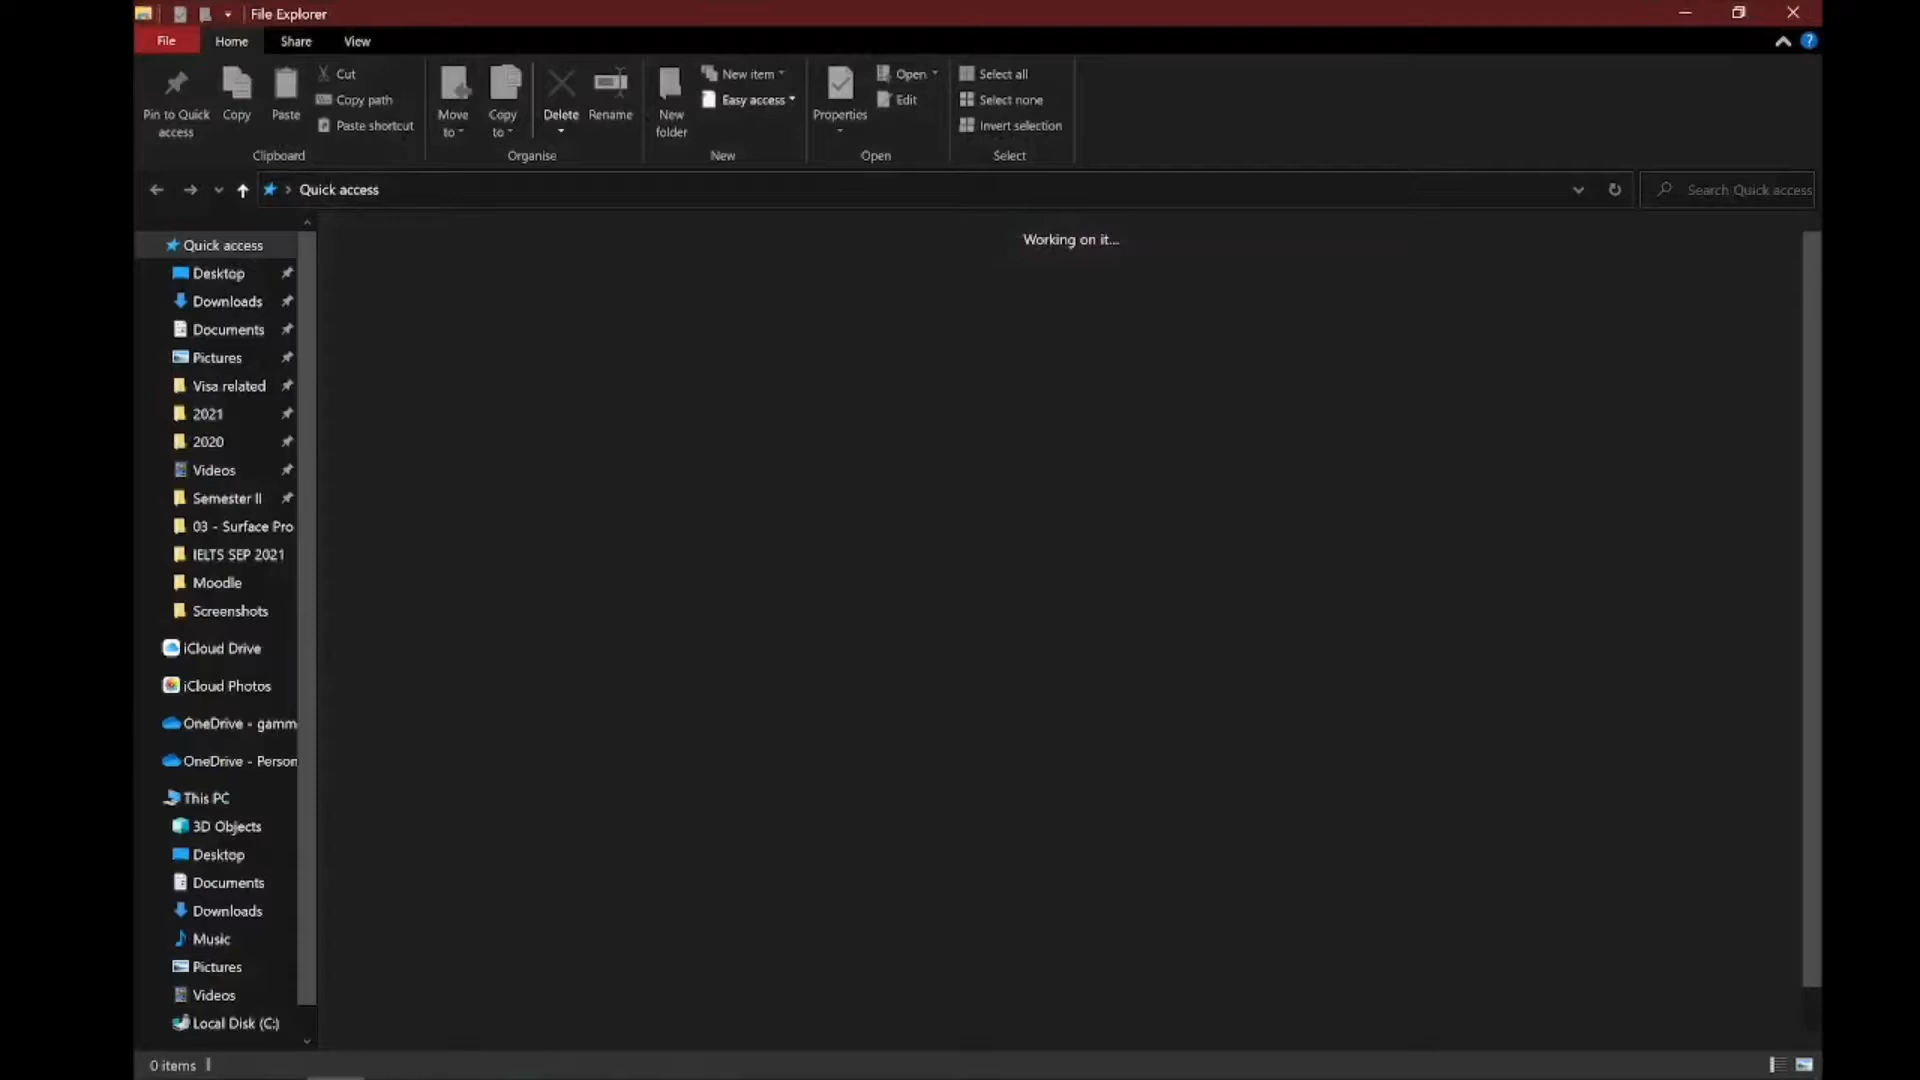 File Explorer
File Home Share View
Pin to Quick access
Copy
Paste
Cut
Copy path
Paste shortcut
Clipboard
Move to
Copy to
Delete
Rename
Organise
New folder
New item
Easy access
New
Properties
Open
Edit
Open
Select all
Select none
Invert selection
Select
Quick access
Search Quick access
Working on it...
Quick access
Desktop
Downloads
Documents
Pictures
Visa related
2021
2020
Videos
Semester II
03 - Surface Pro
IELTS SEP 2021
Moodle
Screenshots
iCloud Drive
iCloud Photos
OneDrive - gamm
OneDrive - Person
This PC
3D Objects
Desktop
Documents
Downloads
Music
Pictures
Videos
Local Disk (C:)
0 items